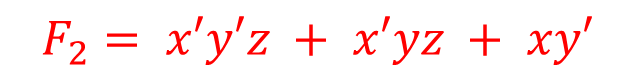 F₂ = x′y′z + x′yz + xy′